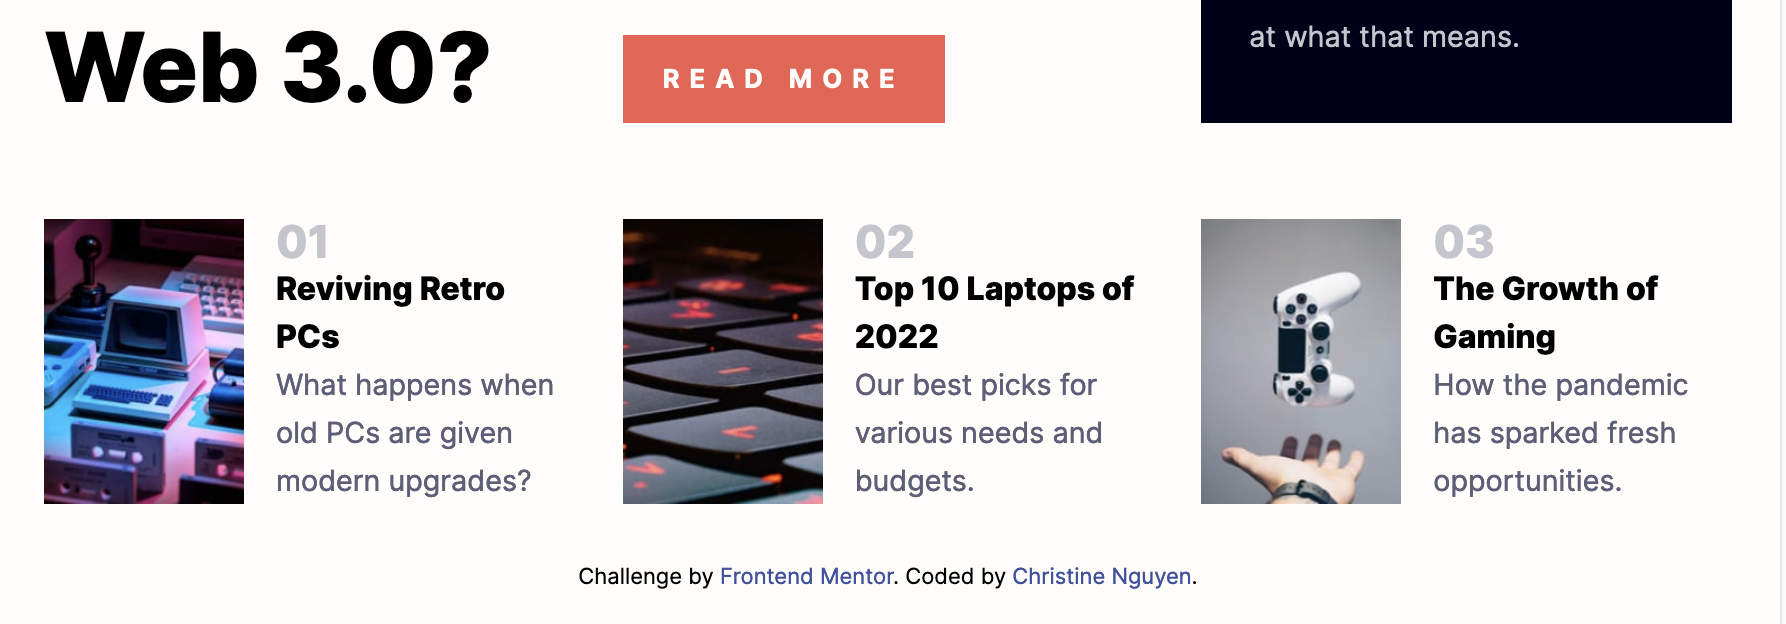 Web 3.0?
READ MORE
at what that means.
01
Reviving Retro
PCs
What happens when
old PCs are given
modern upgrades?
02
Top 10 Laptops of
2022
Our best picks for
various needs and
budgets.
03
The Growth of
Gaming
How the pandemic
has sparked fresh
opportunities.
Challenge by Frontend Mentor. Coded by Christine Nguyen.